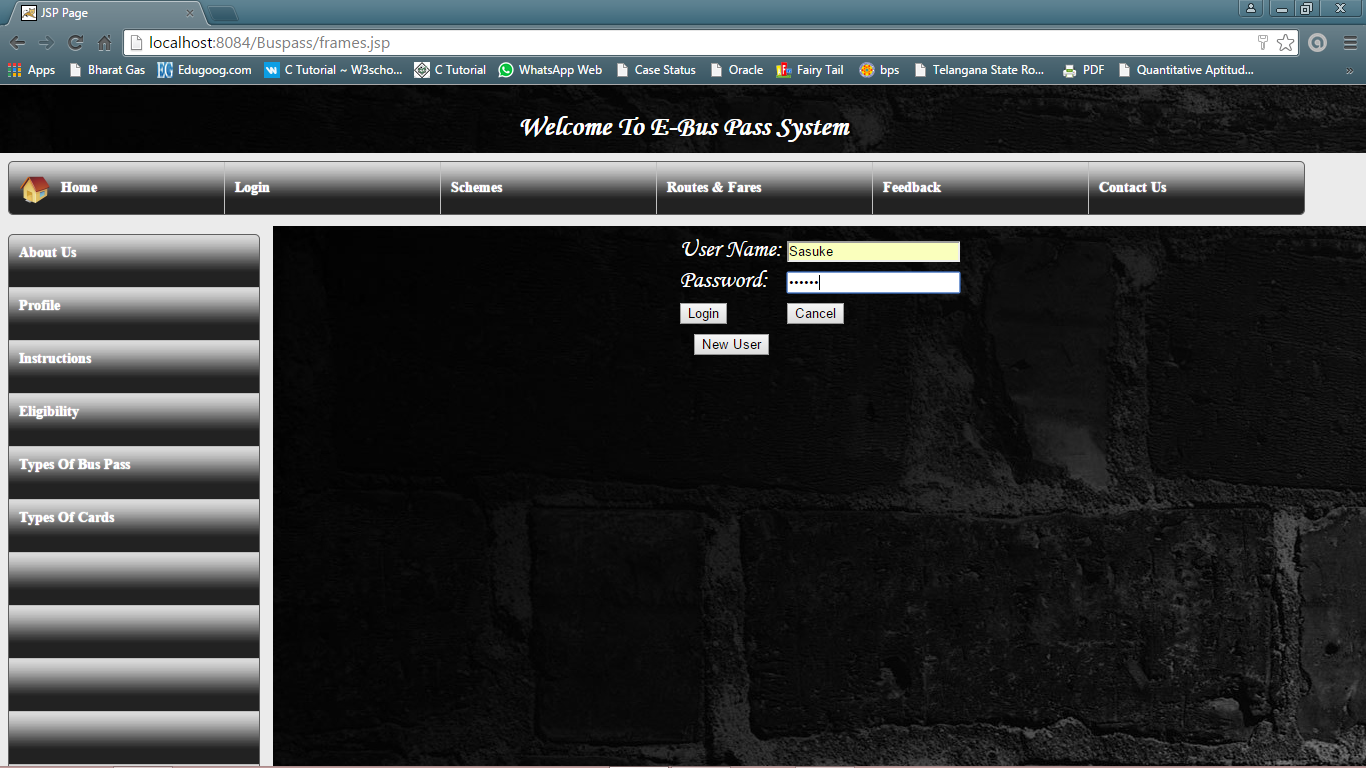 JSP Page
localhost:8084/Buspass/frames.jsp
Apps Bharat Gas EG Edugoog.com W C Tutorial ~ W3scho... C Tutorial WhatsApp Web Case Status Oracle Fairy Tail bps Telangana State Ro... PDF Quantitative Aptitud... »
Welcome To E-Bus Pass System
Home Login Schemes Routes & Fares Feedback Contact Us
About Us
Profile
Instructions
Eligibility
Types Of Bus Pass
Types Of Cards
User Name: Sasuke
Password: ••••••
Login Cancel
New User